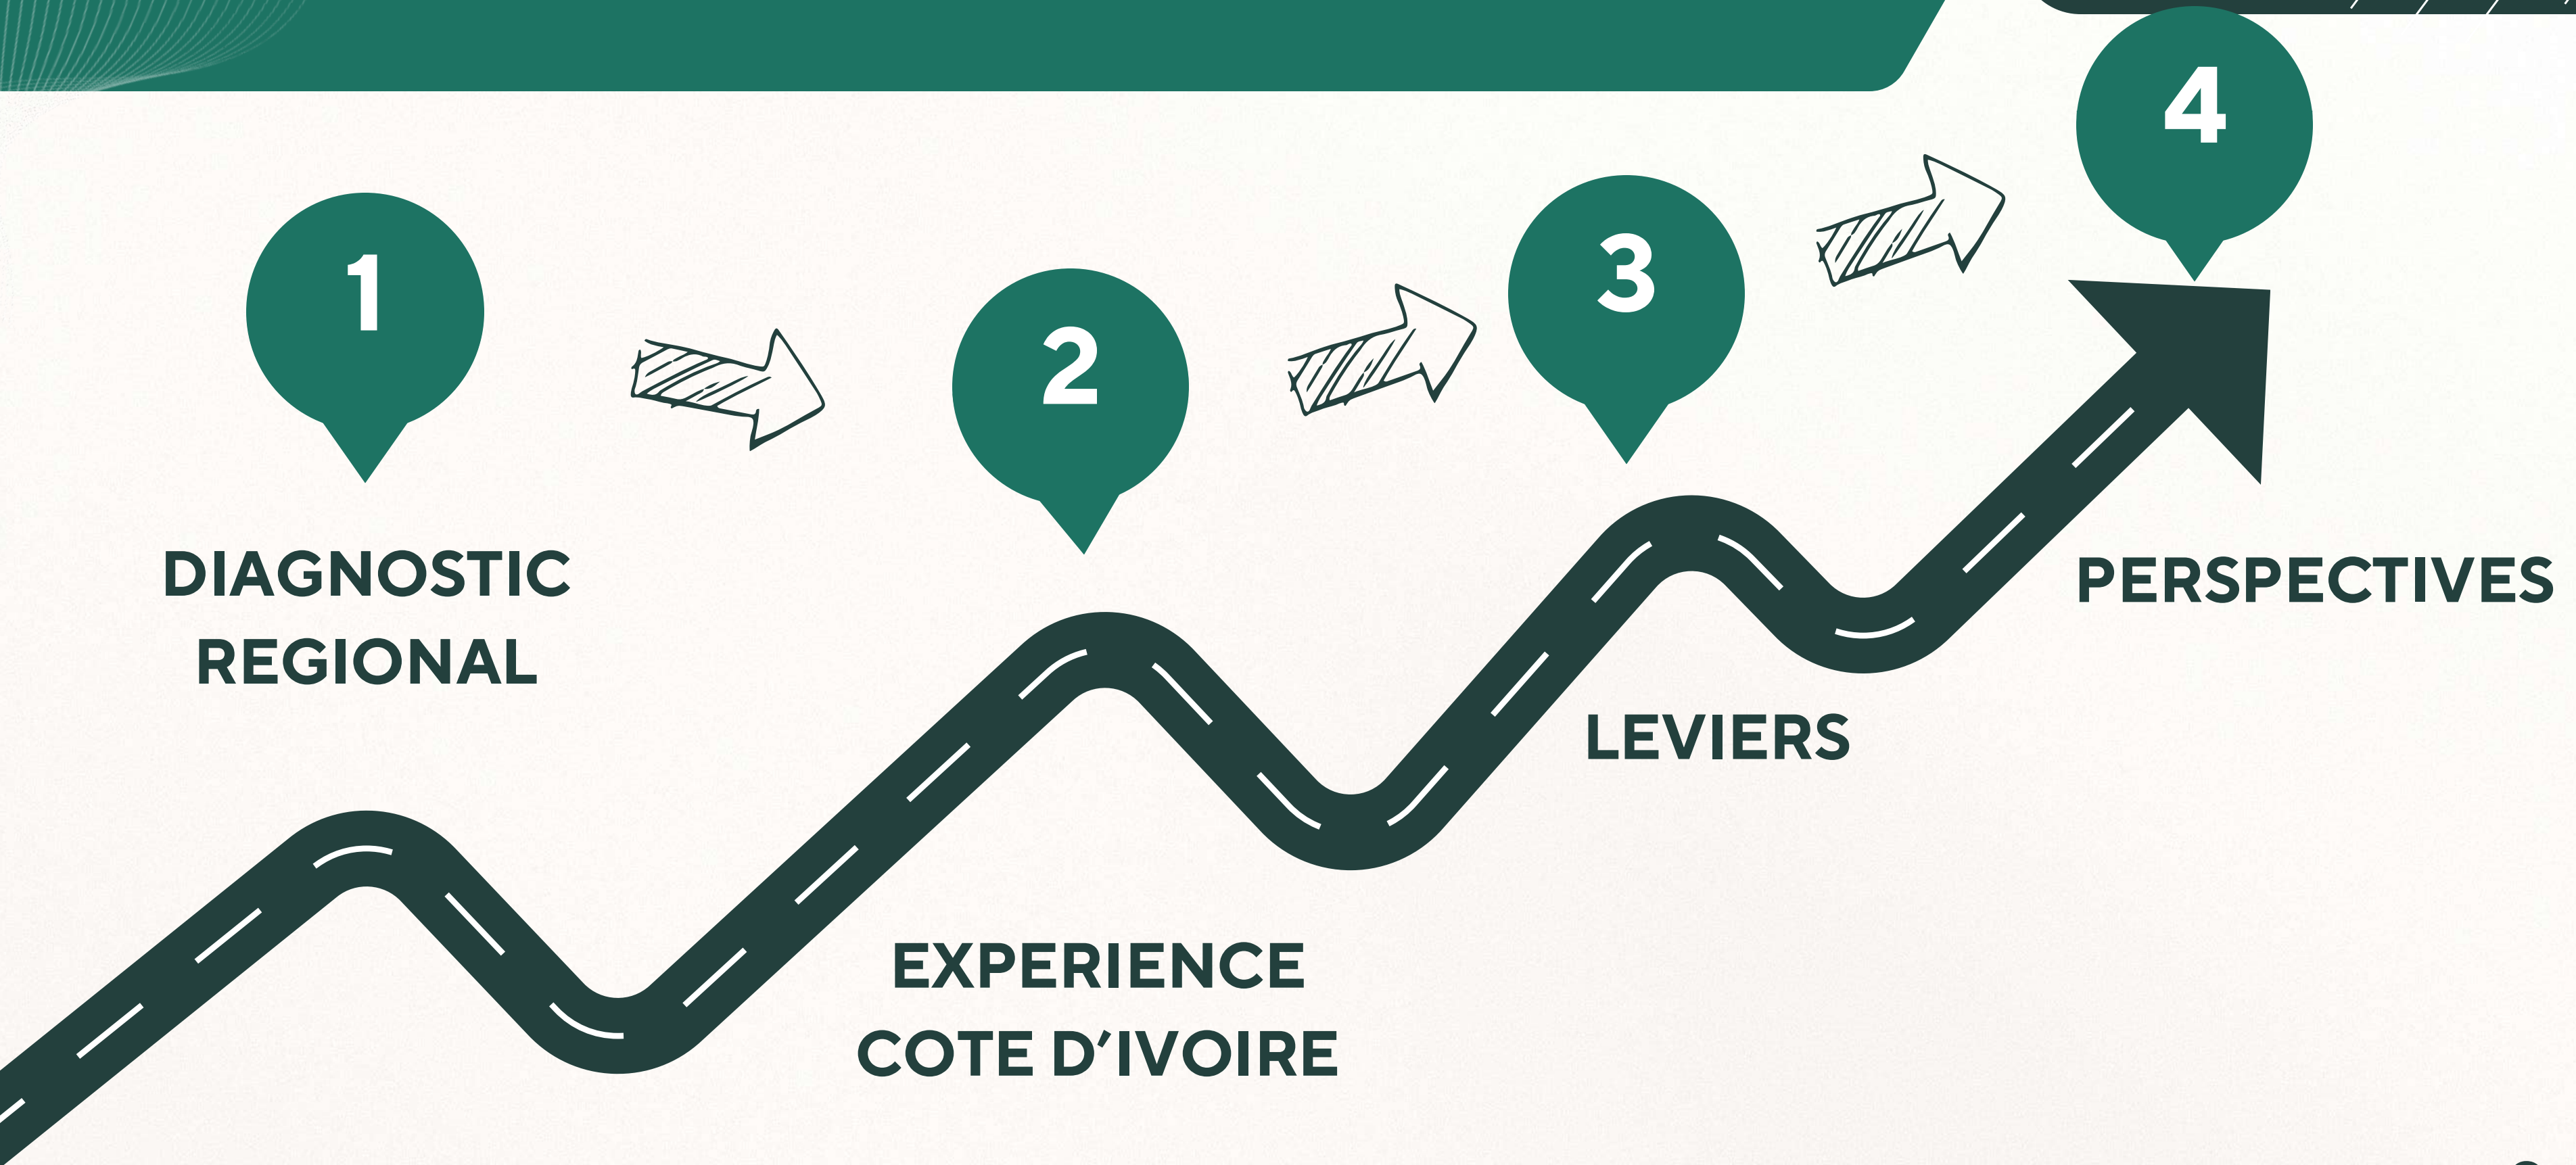 1
DIAGNOSTIC
REGIONAL
2
EXPERIENCE
COTE D’IVOIRE
3
LEVIERS
4
PERSPECTIVES